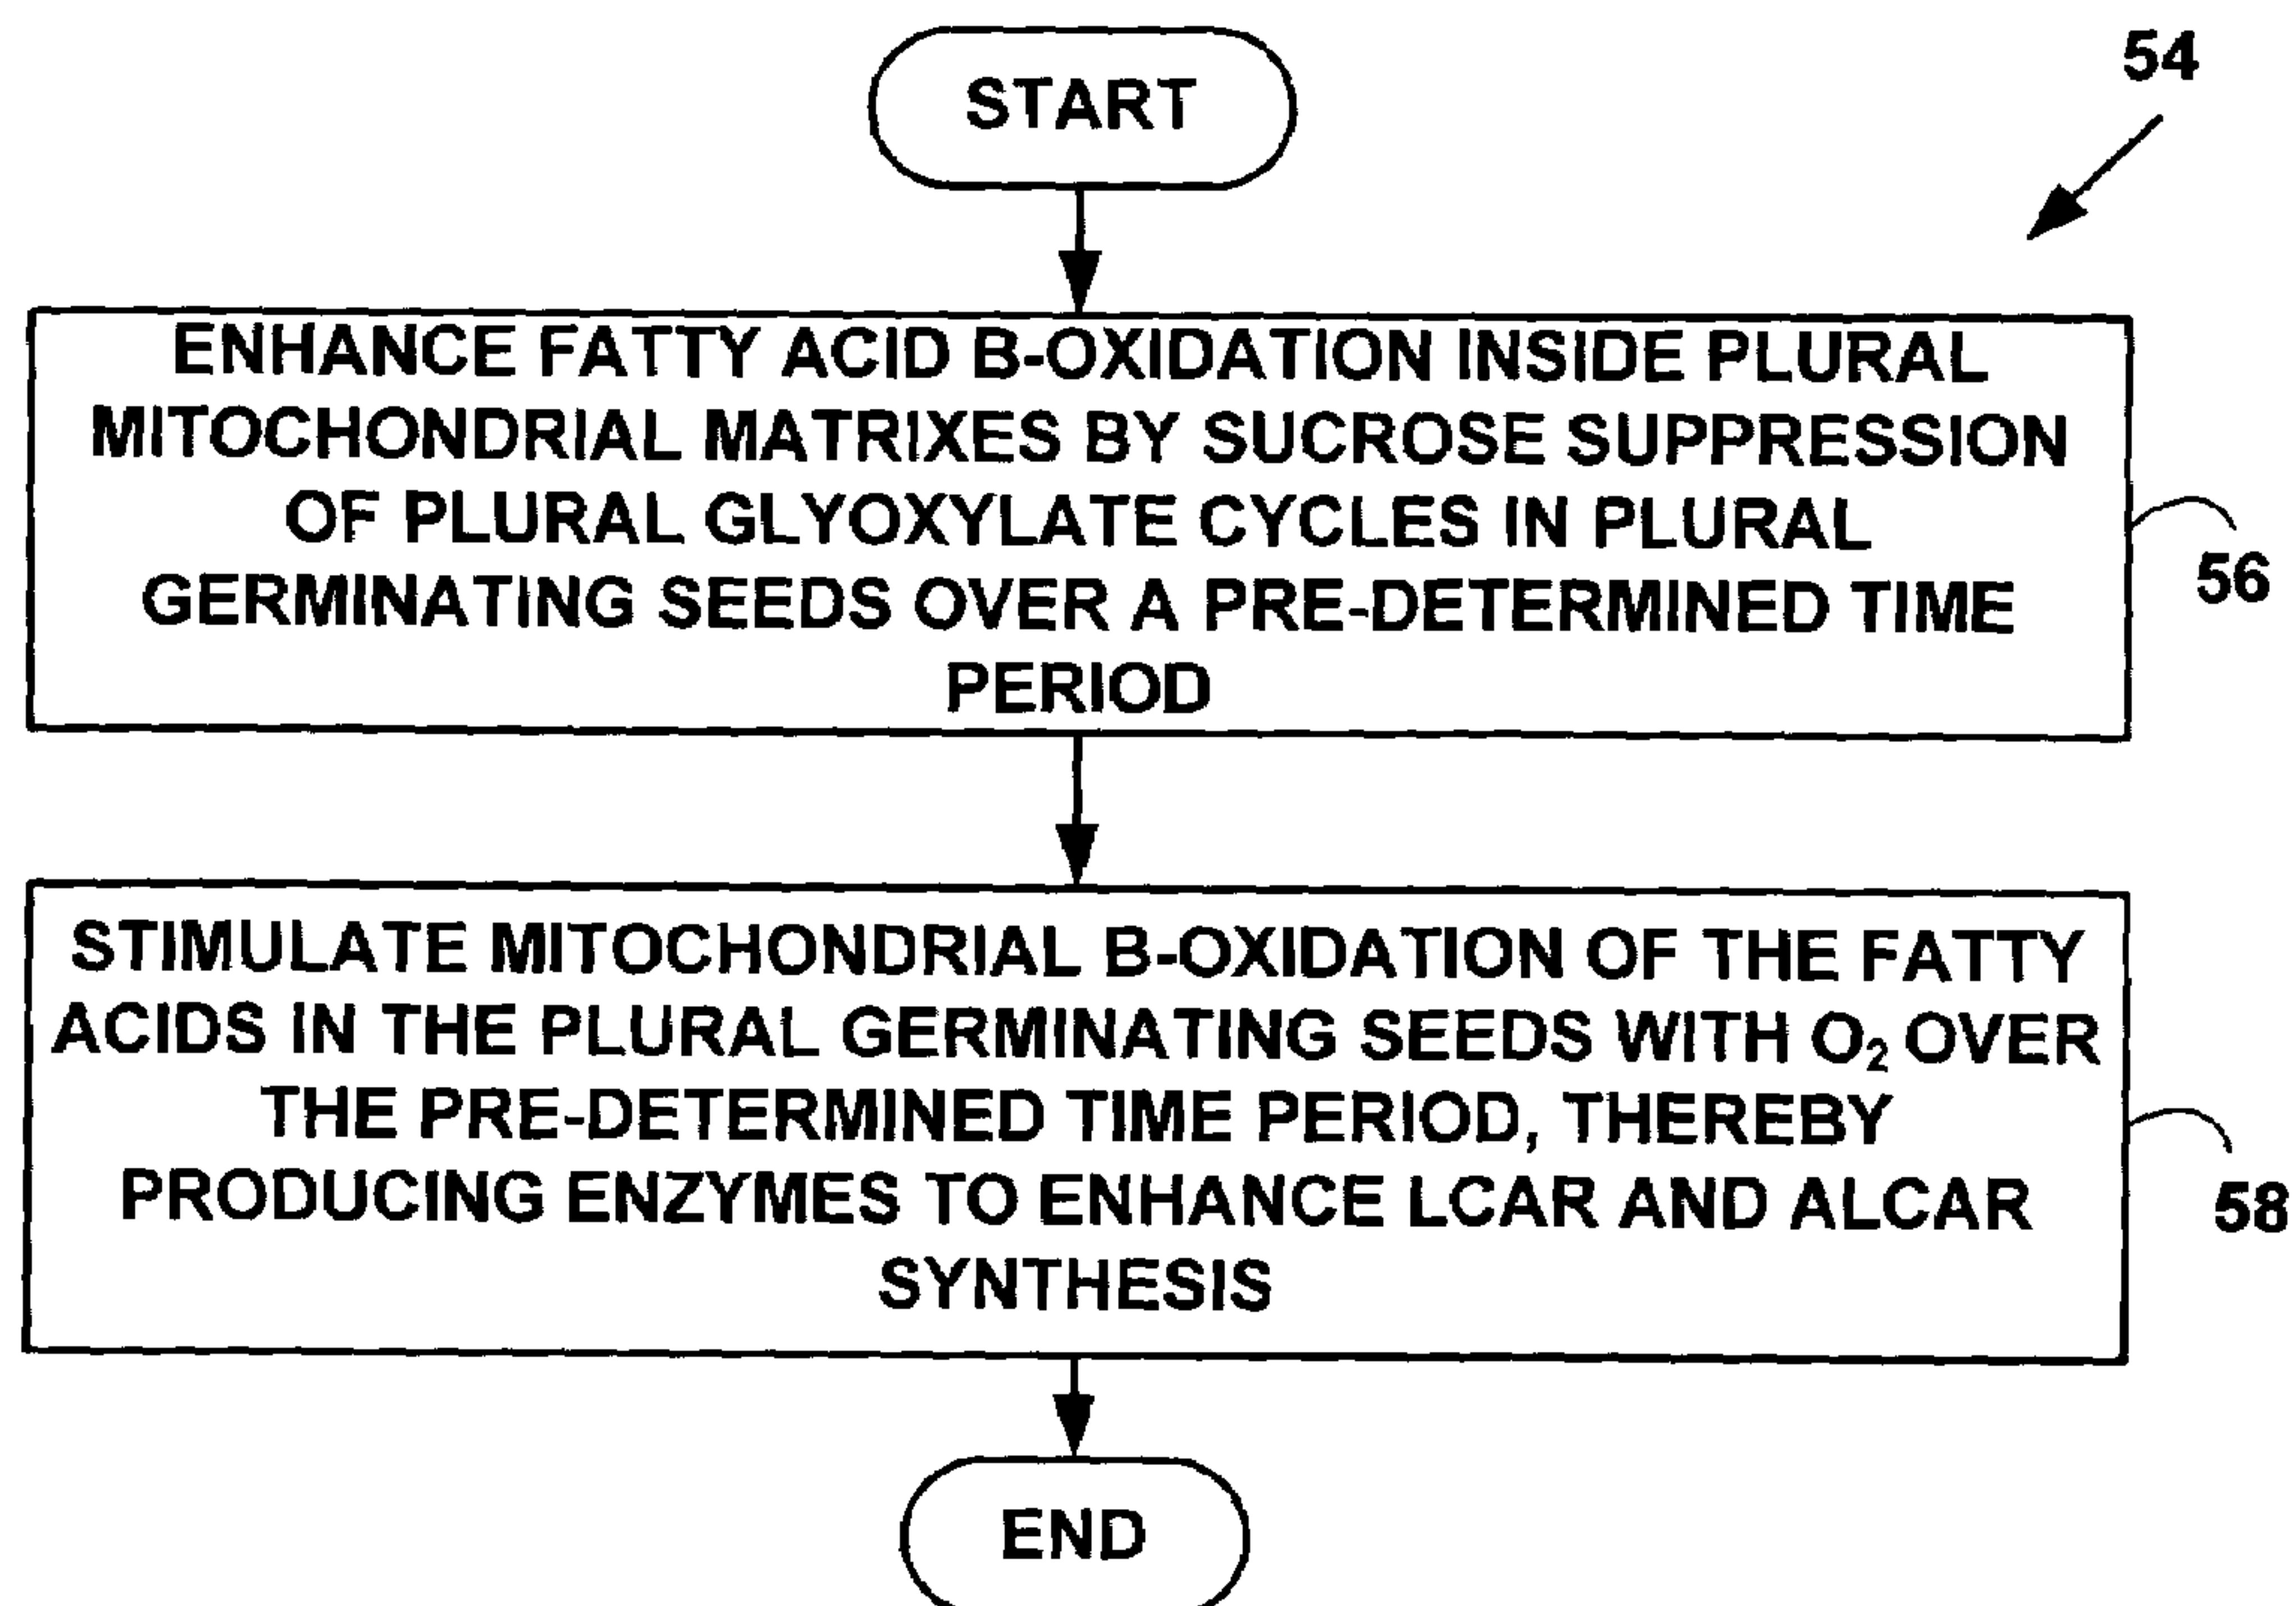 START
54
ENHANCE FATTY ACID B-OXIDATION INSIDE PLURAL
MITOCHONDRIAL MATRIXES BY SUCROSE SUPPRESSION
OF PLURAL GLYOXYLATE CYCLES IN PLURAL
GERMINATING SEEDS OVER A PRE-DETERMINED TIME
PERIOD
56
STIMULATE MITOCHONDRIAL B-OXIDATION OF THE FATTY
ACIDS IN THE PLURAL GERMINATING SEEDS WITH O₂ OVER
THE PRE-DETERMINED TIME PERIOD, THEREBY
PRODUCING ENZYMES TO ENHANCE LCAR AND ALCAR
SYNTHESIS
58
END